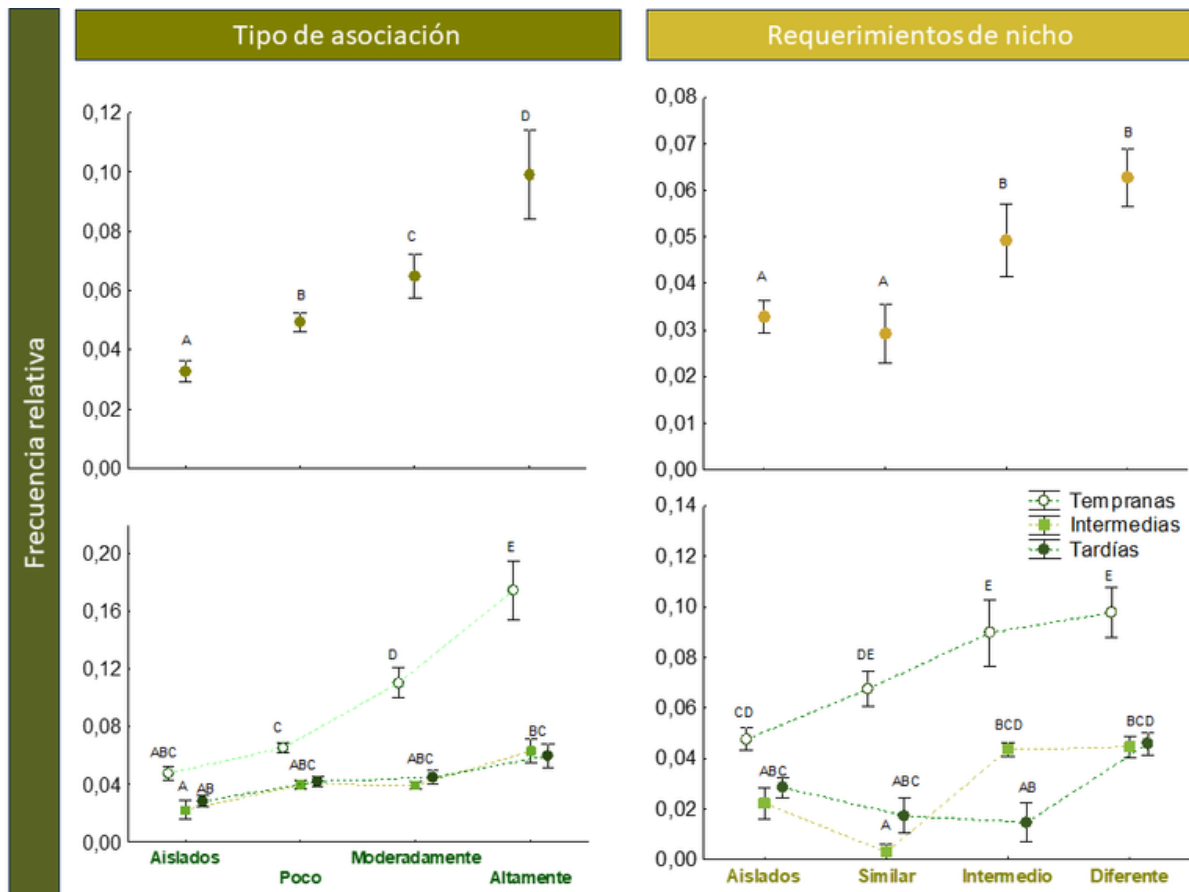 Tipo de asociación
Requerimientos de nicho
Frecuencia relativa
0,12
0,10
0,08
0,06
0,04
0,02
0,00
A
B
C
D
0,08
0,07
0,06
0,05
0,04
0,03
0,02
0,01
0,00
A
A
B
B
0,20
0,16
0,12
0,08
0,04
0,00
ABC
A
AB
C
ABC
D
ABC
E
BC
Aislados
Poco
Moderadamente
Altamente
0,14
0,12
0,10
0,08
0,06
0,04
0,02
0,00
Tempranas
Intermedias
Tardías
CD
ABC
DE
ABC
A
E
BCD
AB
E
BCD
Aislados
Similar
Intermedio
Diferente